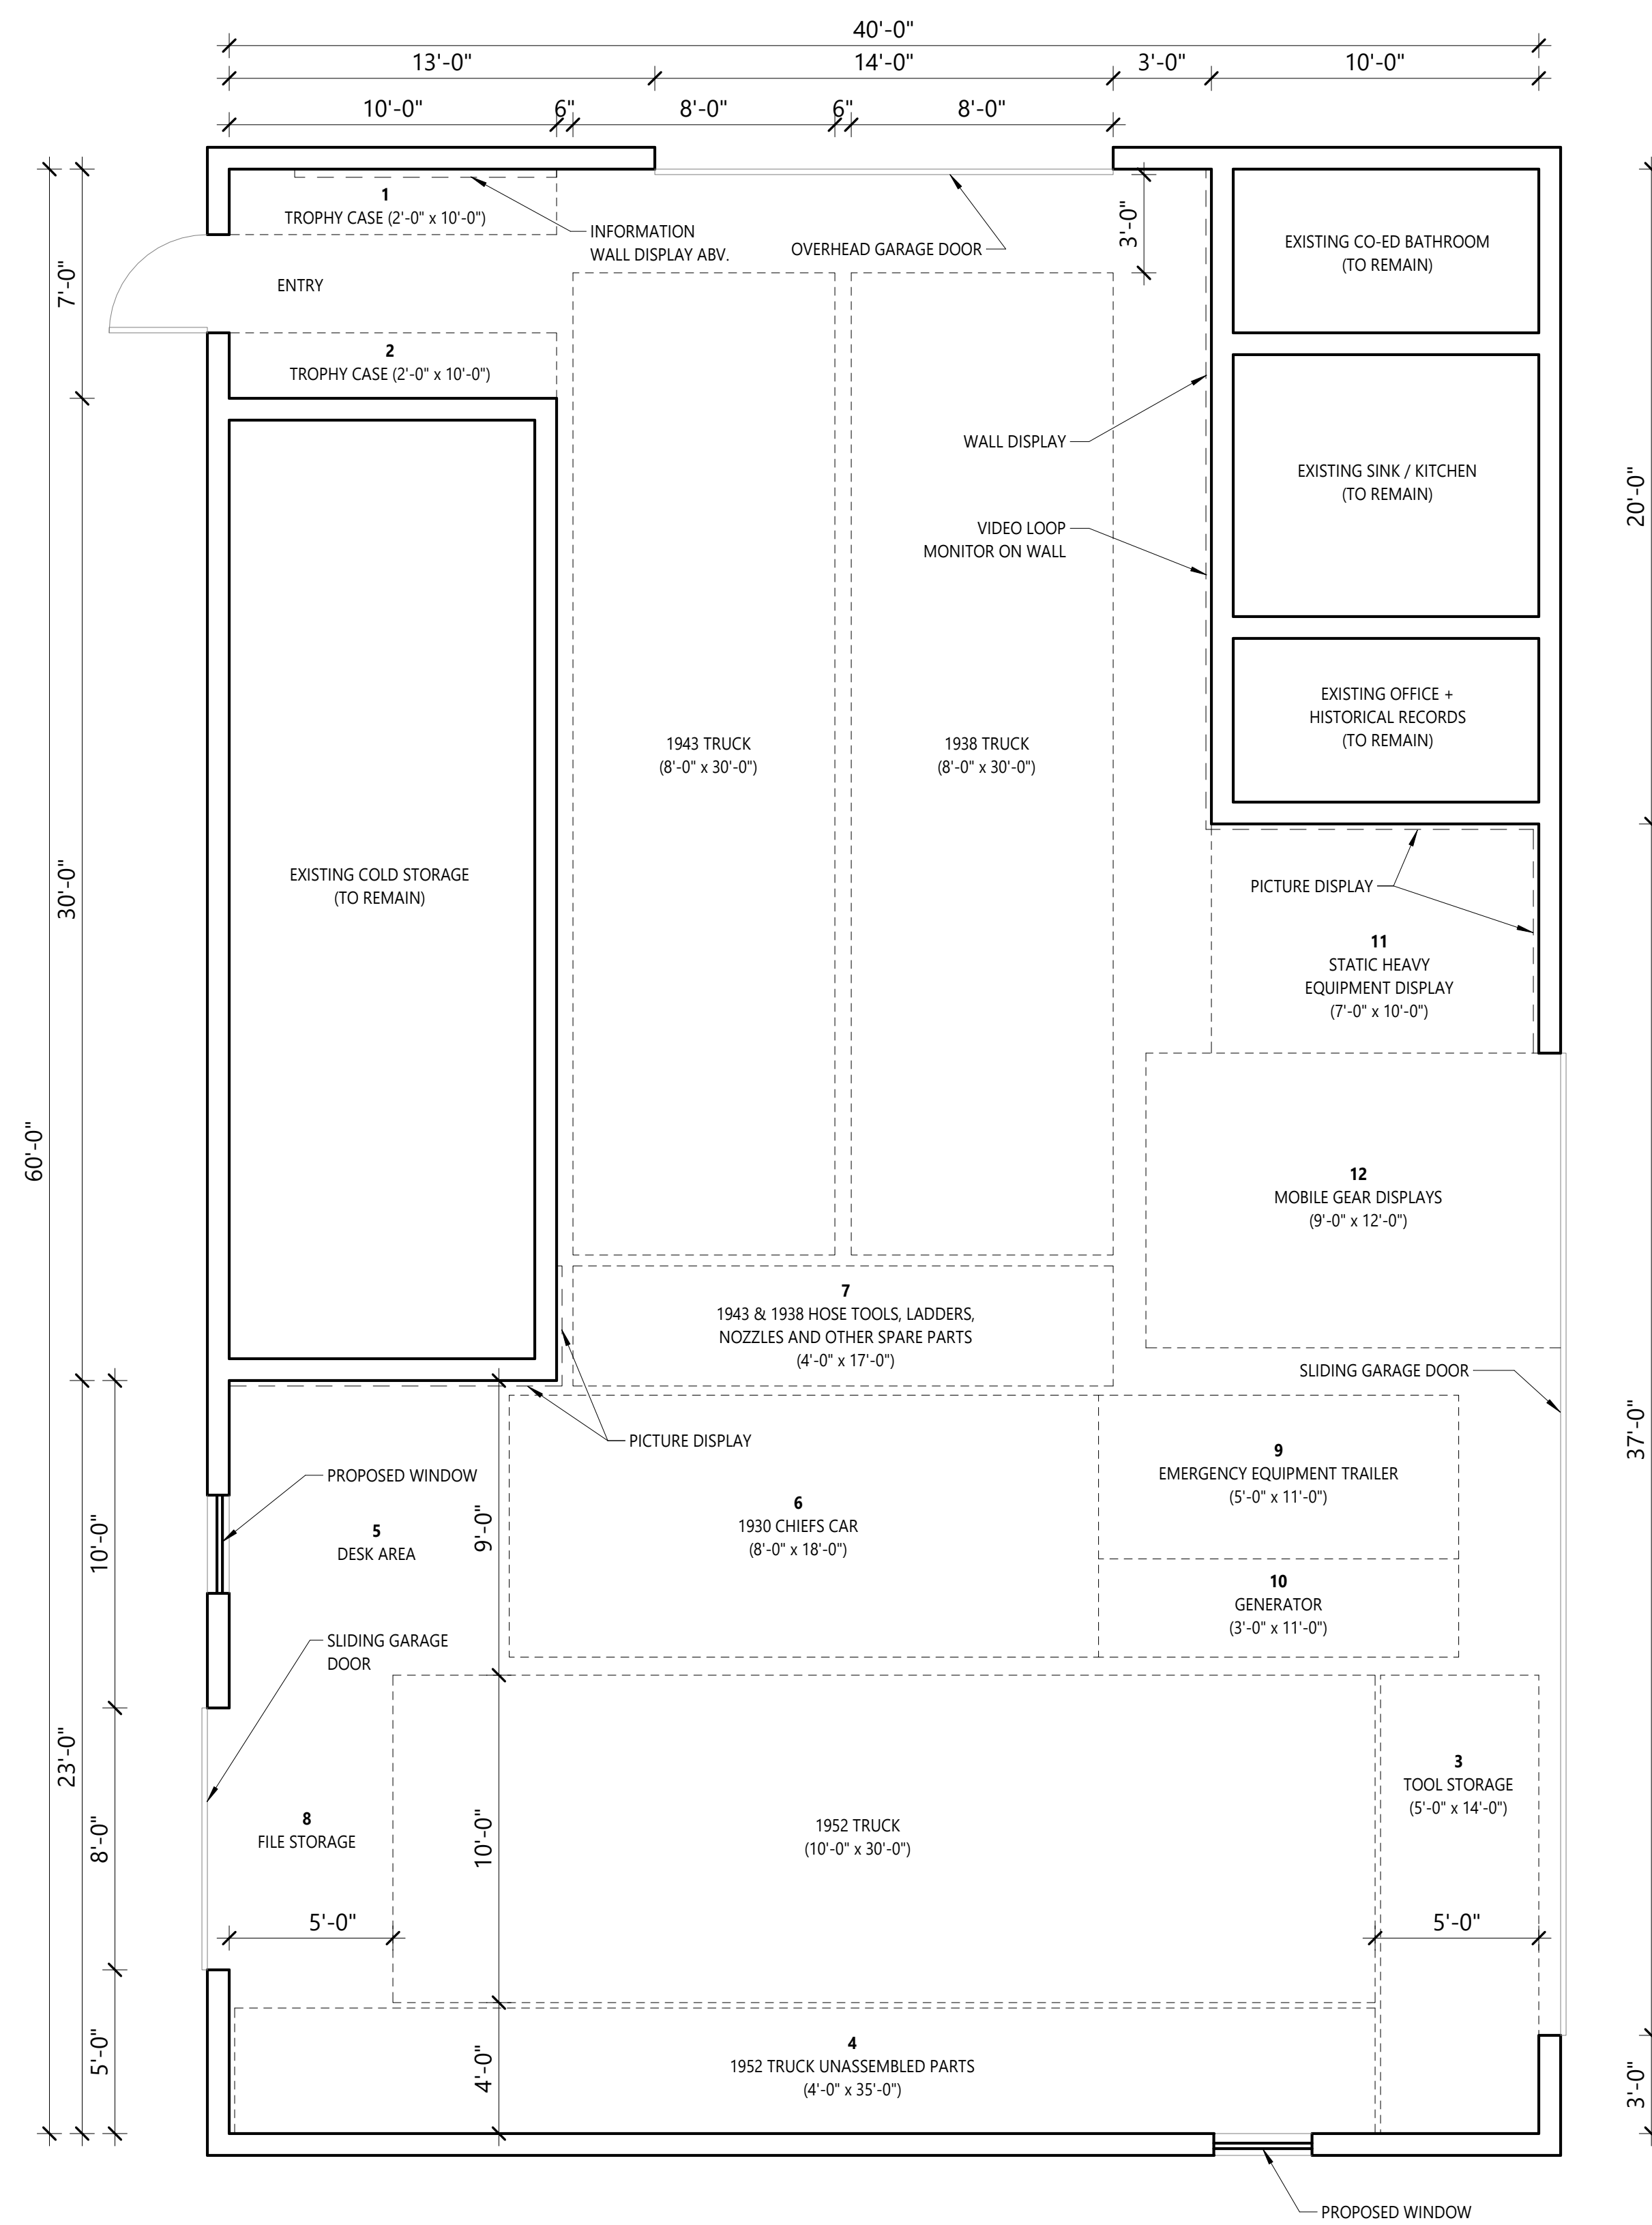 40'-0"
13'-0"
14'-0"
3'-0"
10'-0"
10'-0"
6"
8'-0"
6"
8'-0"
1
TROPHY CASE (2'-0" x 10'-0")
INFORMATION
WALL DISPLAY ABV.
OVERHEAD GARAGE DOOR
3'-0"
EXISTING CO-ED BATHROOM
(TO REMAIN)
ENTRY
7'-0"
2
TROPHY CASE (2'-0" x 10'-0")
WALL DISPLAY
EXISTING SINK / KITCHEN
(TO REMAIN)
20'-0"
VIDEO LOOP
MONITOR ON WALL
EXISTING OFFICE +
HISTORICAL RECORDS
(TO REMAIN)
1943 TRUCK
(8'-0" x 30'-0")
1938 TRUCK
(8'-0" x 30'-0")
30'-0"
EXISTING COLD STORAGE
(TO REMAIN)
PICTURE DISPLAY
11
STATIC HEAVY
EQUIPMENT DISPLAY
(7'-0" x 10'-0")
60'-0"
12
MOBILE GEAR DISPLAYS
(9'-0" x 12'-0")
7
1943 & 1938 HOSE TOOLS, LADDERS,
NOZZLES AND OTHER SPARE PARTS
(4'-0" x 17'-0")
SLIDING GARAGE DOOR
37'-0"
PICTURE DISPLAY
PROPOSED WINDOW
10'-0"
5
DESK AREA
9'-0"
6
1930 CHIEFS CAR
(8'-0" x 18'-0")
9
EMERGENCY EQUIPMENT TRAILER
(5'-0" x 11'-0")
10
GENERATOR
(3'-0" x 11'-0")
SLIDING GARAGE
DOOR
23'-0"
8'-0"
8
FILE STORAGE
10'-0"
1952 TRUCK
(10'-0" x 30'-0")
3
TOOL STORAGE
(5'-0" x 14'-0")
5'-0"
5'-0"
5'-0"
4'-0"
4
1952 TRUCK UNASSEMBLED PARTS
(4'-0" x 35'-0")
3'-0"
PROPOSED WINDOW